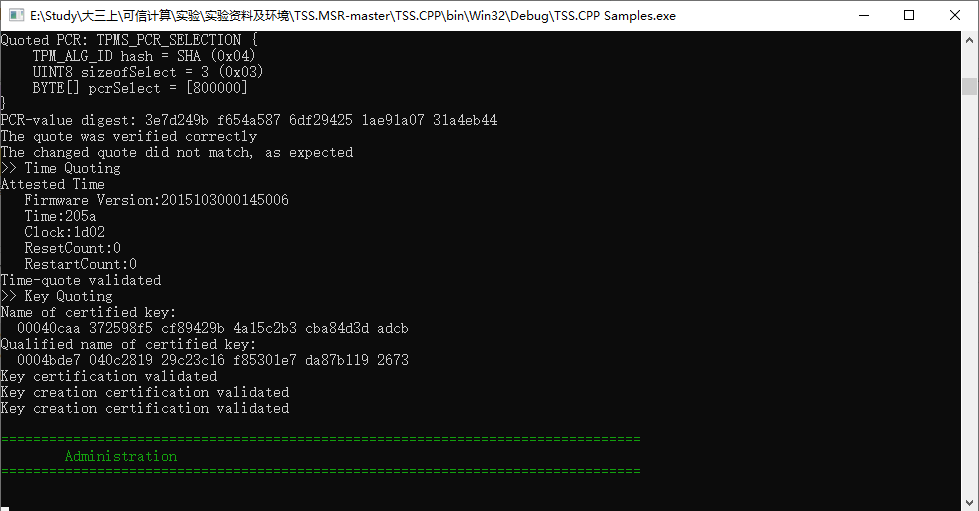 E:\Study\大三上\可信计算\实验\实验资料及环境\TSS.MSR-master\TSS.CPP\bin\Win32\Debug\TSS.CPP Samples.exe
Quoted PCR: TPMS_PCR_SELECTION {
    TPM_ALG_ID hash = SHA (0x04)
    UINT8 sizeofSelect = 3 (0x03)
    BYTE[] pcrSelect = [800000]
}
PCR-value digest: 3e7d249b f654a587 6df29425 1ae91a07 31a4eb44
The quote was verified correctly
The changed quote did not match, as expected
>> Time Quoting
Attested Time
   Firmware Version:2015103000145006
   Time:205a
   Clock:1d02
   ResetCount:0
   RestartCount:0
Time-quote validated
>> Key Quoting
Name of certified key:
  00040caa 372598f5 cf89429b 4a15c2b3 cba84d3d adcb
Qualified name of certified key:
  0004bde7 040c2819 29c23c16 f85301e7 da87b119 2673
Key certification validated
Key creation certification validated
Key creation certification validated
================================================================================
        Administration
================================================================================